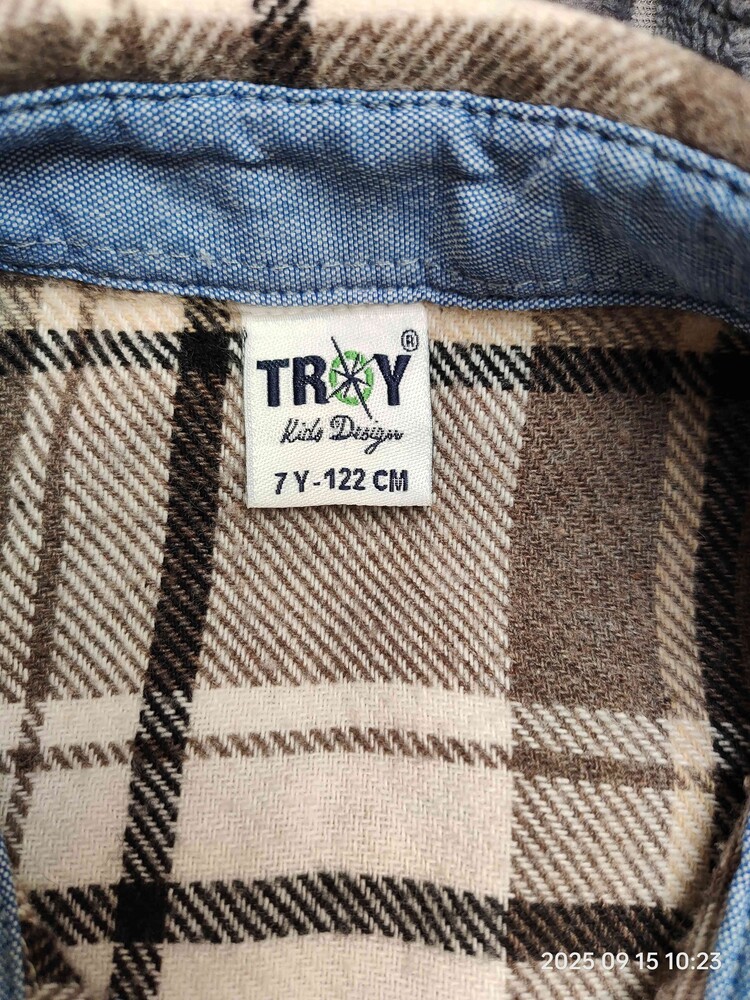 TROY®
Kids Design
7 Y - 122 CM
2025 09 15 10:23